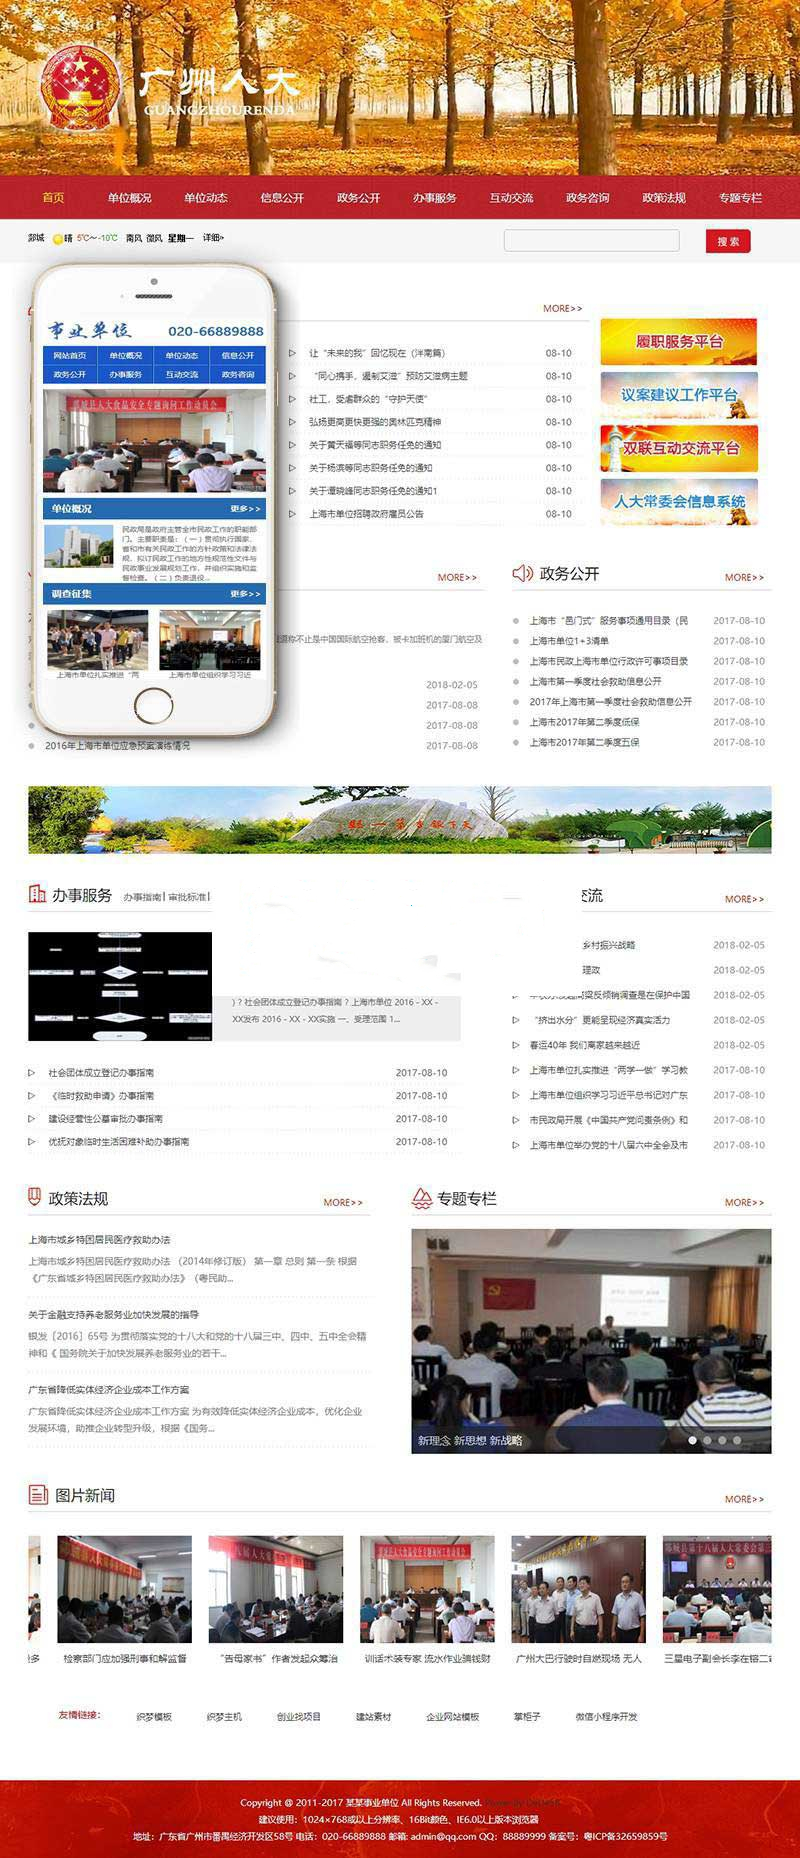 广州人大
GUANGZHOURENDA
首页 单位概况 单位动态 信息公开 政务公开 办事服务 互动交流 政务咨询 政策法规 专题专栏
郯城 晴 5℃～-10℃ 南风 微风 星期一 详细»
搜 索
MORE>>
事业单位 020-66889888
网站首页 单位概况 单位动态 信息公开
政务公开 办事服务 互动交流 政务咨询
单位概况 更多>>
民政局是政府主管全市民政工作的职能部
门。主要职责是：（一）贯彻执行国家、
省和市有关民政工作的方针政策和法律法
规，拟订民政工作的地方性规范性文件与
民政事业发展规划工作，并组织实施和监
督检查。（二）负责退役...
调查征集 更多>>
上海市单位扎实推进“两
上海市单位组织学习习近
让“未来的我”回忆现在（洋南篇） 08-10
“同心携手，遏制艾滋”预防艾滋病主题 08-10
社工，受虐群众的“守护天使” 08-10
弘扬更高更快更强的奥林匹克精神 08-10
关于黄天福等同志职务任免的通知 08-10
关于杨滨等同志职务任免的通知 08-10
关于谭晓峰同志职务任免的通知1 08-10
上海市单位招聘政府雇员公告 08-10
履职服务平台
议案建议工作平台
双联互动交流平台
人大常委会信息系统
MORE>>
混称不止是中国国际航空抢客，被卡加班机的厦门航空及
2018-02-05
2017-08-08
2017-08-08
2016年上海市单位应急预案演练情况 2017-08-08
政务公开 MORE>>
上海市“邑门式”服务事项通用目录（民 2017-08-10
上海市单位1+3清单 2017-08-10
上海市民政上海市单位行政许可事项目录 2017-08-10
上海市第一季度社会救助信息公开 2017-08-10
2017年上海市第一季度社会救助信息公开 2017-08-10
上海市2017年第二季度低保 2017-08-10
上海市2017年第二季度五保 2017-08-10
办事服务 办事指南| 审批标准|
)？社会团体成立登记办事指南？上海市单位 2016 - XX -
XX发布 2016 - XX - XX实施 一、受理范围 1...
社会团体成立登记办事指南 2017-08-10
《临时救助申请》办事指南 2017-08-10
建设经营性公墓审批办事指南 2017-08-10
优抚对象临时生活困难补助办事指南 2017-08-10
交流 MORE>>
乡村振兴战略 2018-02-05
理政 2018-02-05
梁反倾销调查是在保护中国 2018-02-05
“挤出水分”更能呈现经济真实活力 2018-02-05
春运40年 我们离家越来越近 2018-02-05
上海市单位扎实推进“两学一做”学习教 2017-08-10
上海市单位组织学习习近平总书记对广东 2017-08-10
市民政局开展《中国共产党问责条例》和 2017-08-10
上海市单位举办党的十八届六中全会及市 2017-08-10
政策法规 MORE>>
上海市城乡特困居民医疗救助办法
上海市城乡特困居民医疗救助办法 （2014年修订版） 第一章 总则 第一条 根据
《广东省城乡特困居民医疗救助办法》（粤民助...
关于金融支持养老服务业加快发展的指导
银发〔2016〕65号 为贯彻落实党的十八大和党的十八届三中、四中、五中全会精
神和《 国务院关于加快发展养老服务业的若干...
广东省降低实体经济企业成本工作方案
广东省降低实体经济企业成本工作方案 为有效降低实体经济企业成本，优化企业
发展环境，助推企业转型升级，根据《国务...
专题专栏 MORE>>
新理念 新思想 新战略
图片新闻 MORE>>
检察部门应加强刑事和解监督
“告母家书”作者发起众筹治
训话术装专家 流水作业骗钱财
广州大巴行驶时自燃现场 无人
三星电子副会长李在镕二
友情链接： 织梦模板 织梦主机 创业找项目 建站素材 企业网站模板 掌柜子 微信小程序开发
Copyright @ 2011-2017 某某事业单位 All Rights Reserved.
建议使用：1024×768或以上分辨率、16Bit颜色、IE6.0以上版本浏览器
地址：广东省广州市番禺经济开发区58号 电话：020-66889888 邮箱: admin@qq.com QQ：88889999 备案号：粤ICP备32659859号